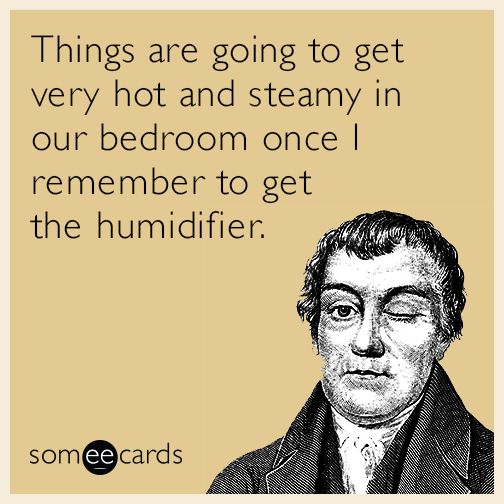 Things are going to get
very hot and steamy in
our bedroom once I
remember to get
the humidifier.
someecards